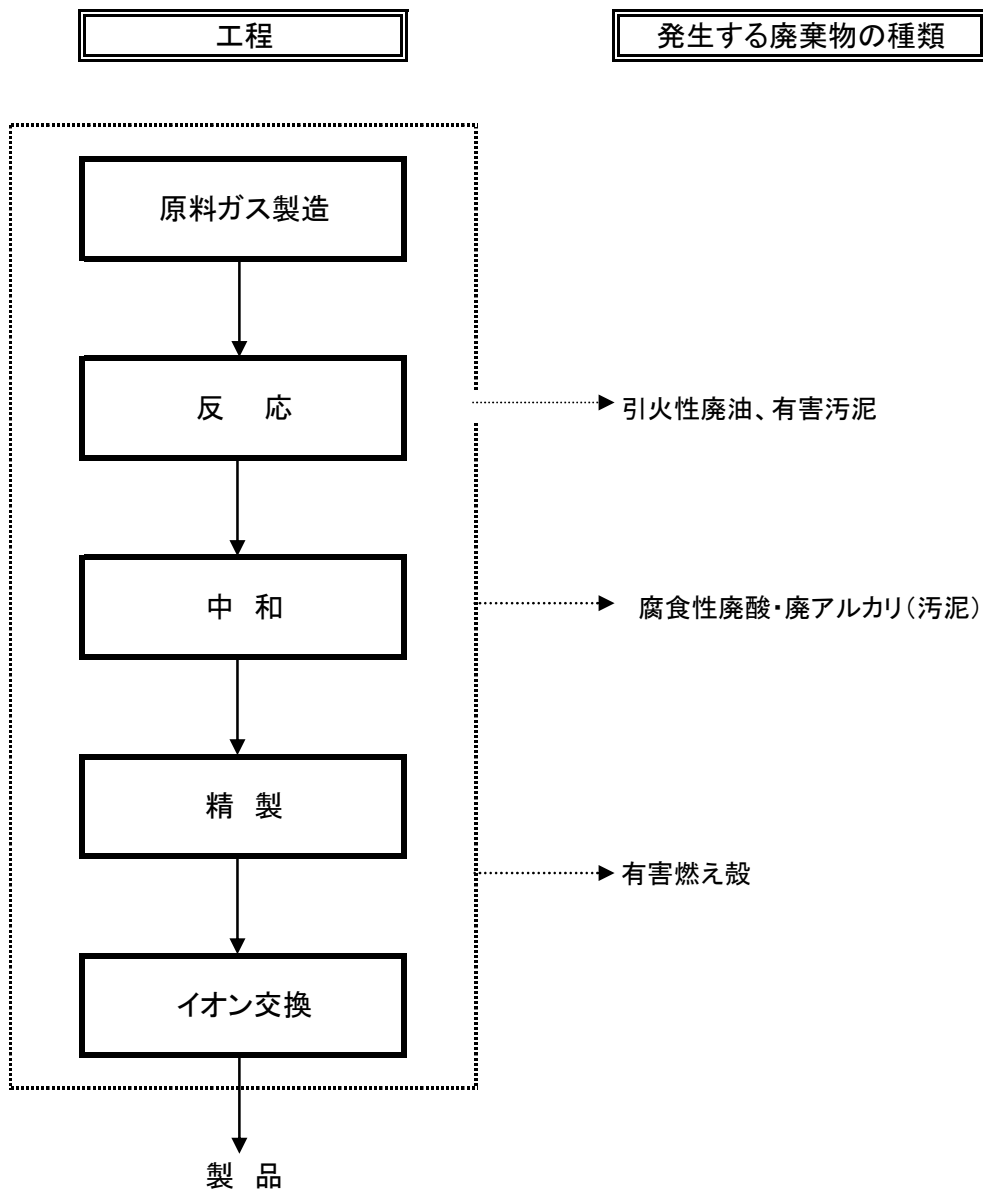 工程
発生する廃棄物の種類
原料ガス製造
反 応
引火性廃油、有害汚泥
中 和
腐食性廃酸・廃アルカリ(汚泥)
精 製
有害燃え殻
イオン交換
製 品